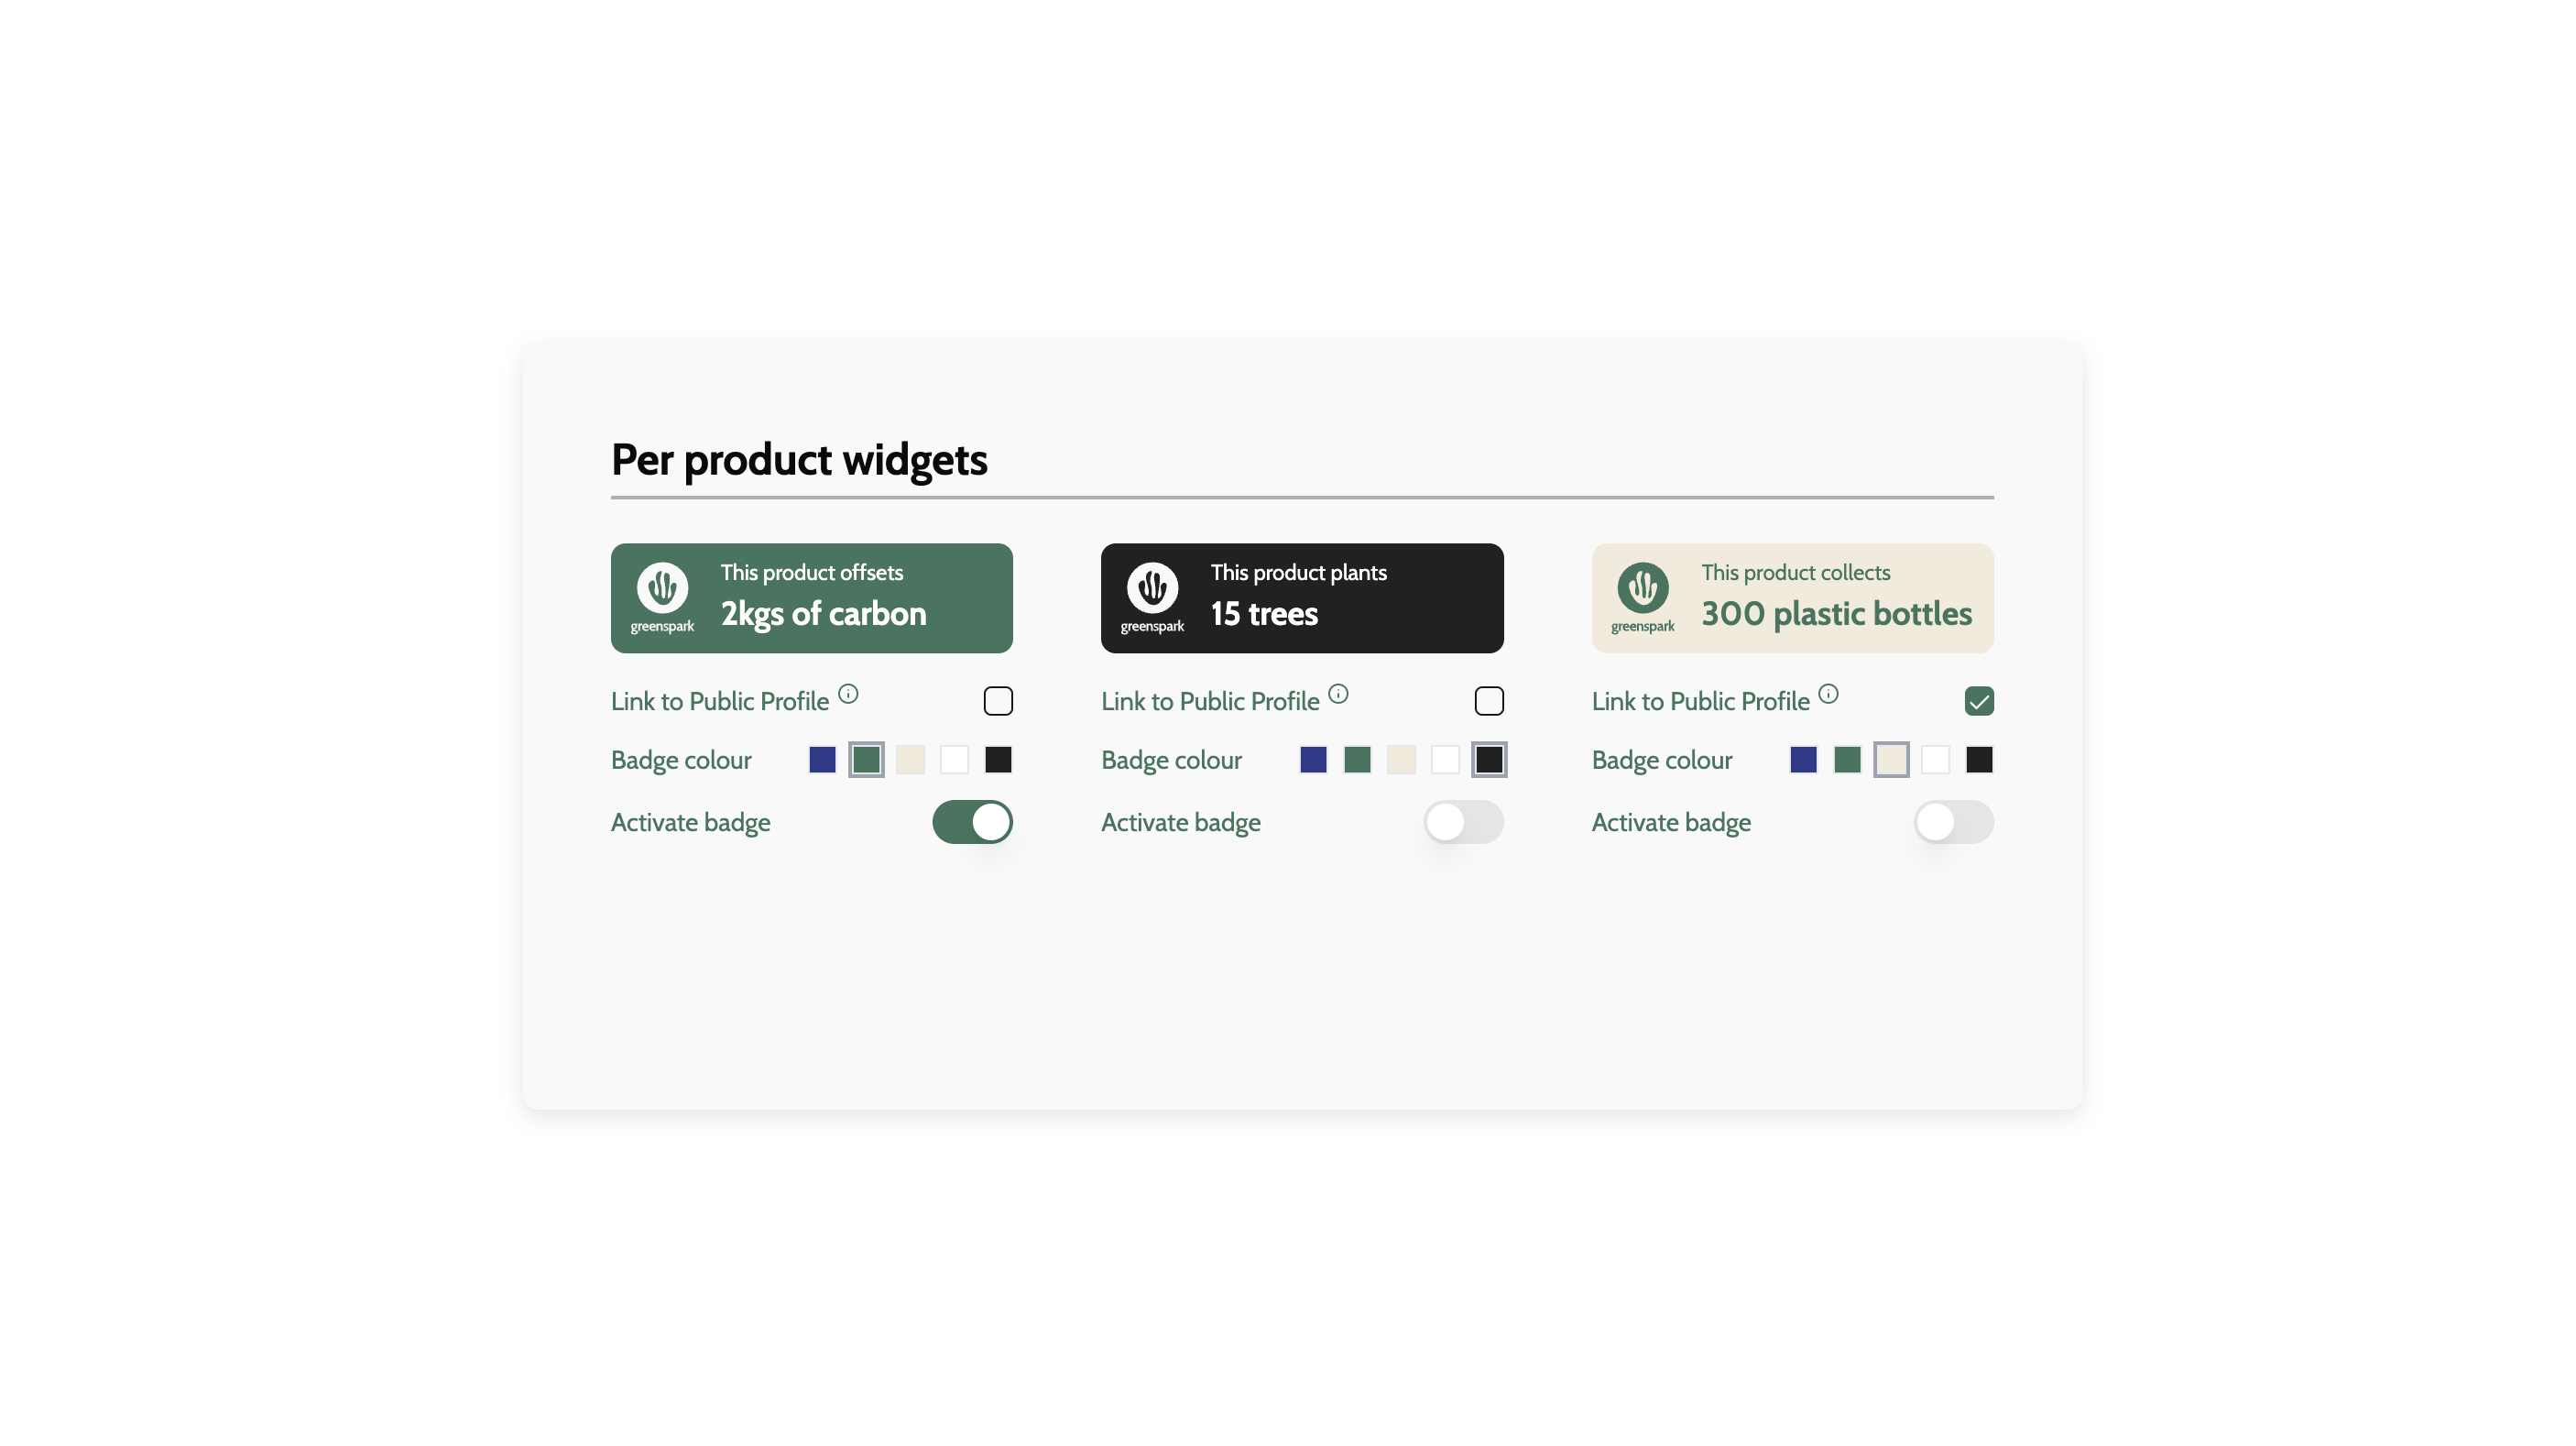 Per product widgets
This product offsets
2kgs of carbon
greenspark
Link to Public Profile
Badge colour
Activate badge
This product plants
15 trees
greenspark
Link to Public Profile
Badge colour
Activate badge
This product collects
300 plastic bottles
greenspark
Link to Public Profile
Badge colour
Activate badge